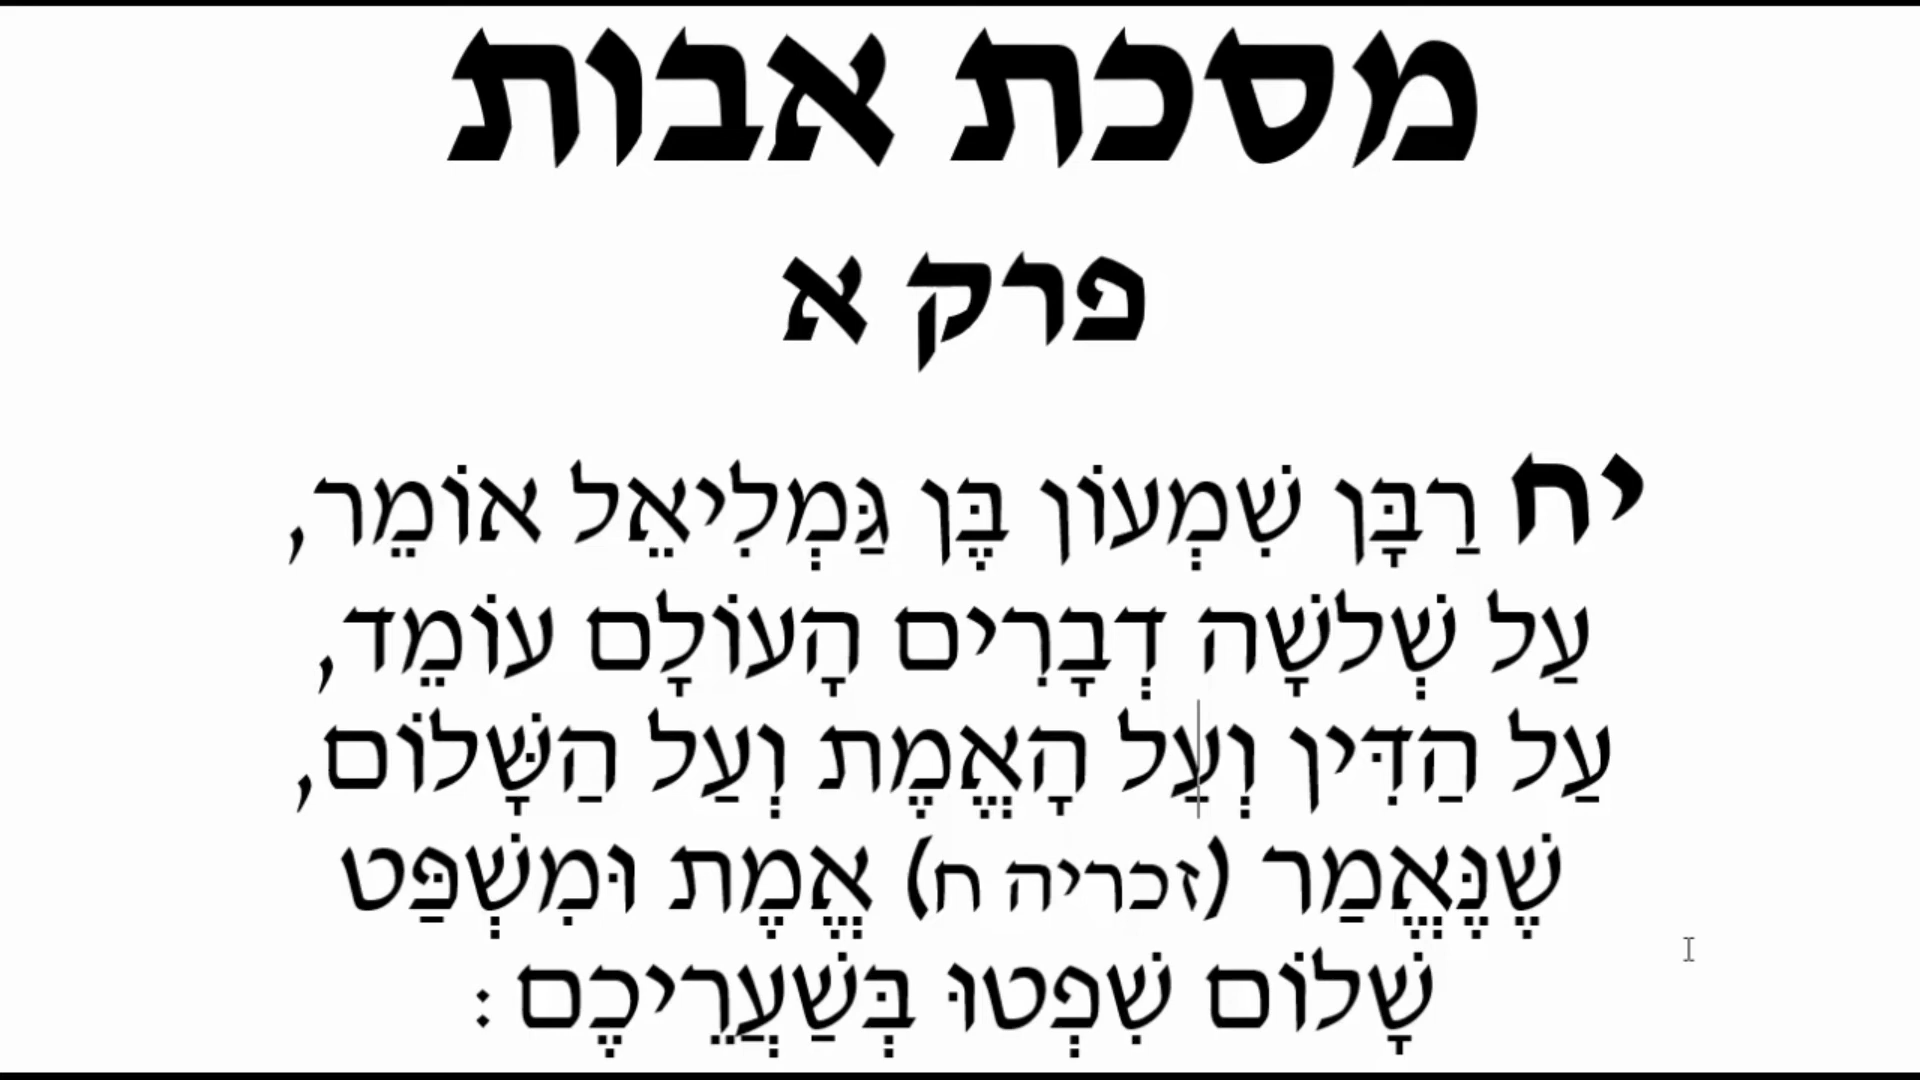 מסכת אבות
פרק א
יח רַבָּן שִׁמְעוֹן בֶּן גַּמְלִיאֵל אוֹמֵר,
עַל שְׁלשָׁה דְבָרִים הָעוֹלָם עוֹמֵד,
עַל הַדִּין וְעַל הָאֱמֶת וְעַל הַשָּׁלוֹם,
שֶׁנֶּאֱמַר (זכריה ח) אֱמֶת וּמִשְׁפַּט
שָׁלוֹם שִׁפְטוּ בְּשַׁעֲרֵיכֶם: